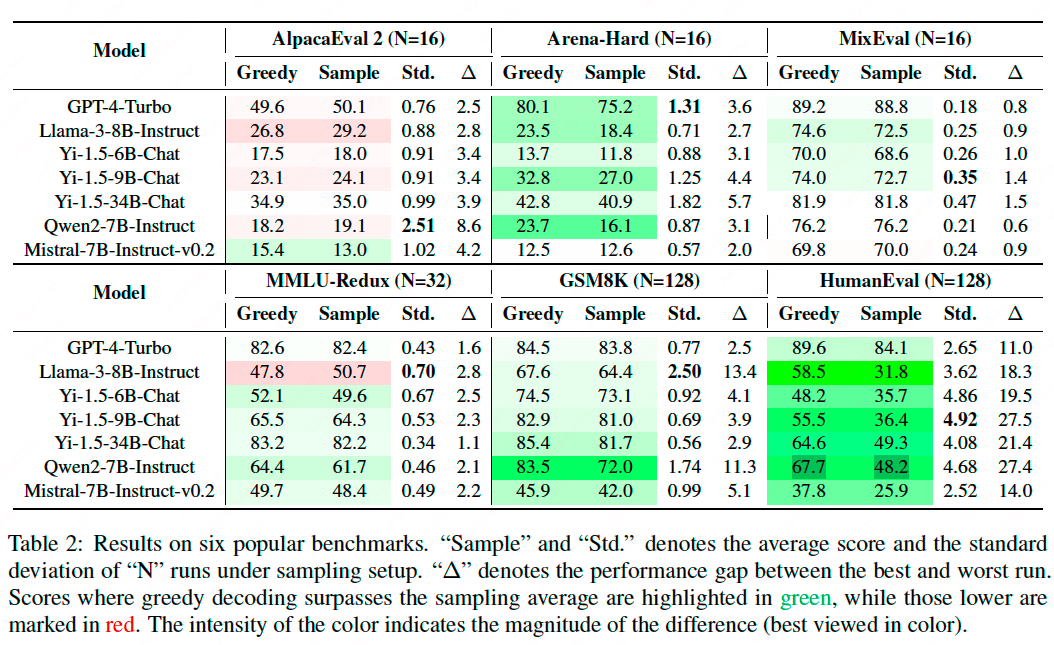 Model AlpacaEval 2 (N=16) Arena-Hard (N=16) MixEval (N=16)
Greedy Sample Std. Δ Greedy Sample Std. Δ Greedy Sample Std. Δ
GPT-4-Turbo 49.6 50.1 0.76 2.5 80.1 75.2 1.31 3.6 89.2 88.8 0.18 0.8
Llama-3-8B-Instruct 26.8 29.2 0.88 2.8 23.5 18.4 0.71 2.7 74.6 72.5 0.25 0.9
Yi-1.5-6B-Chat 17.5 18.0 0.91 3.4 13.7 11.8 0.88 3.1 70.0 68.6 0.26 1.0
Yi-1.5-9B-Chat 23.1 24.1 0.91 3.4 32.8 27.0 1.25 4.4 74.0 72.7 0.35 1.4
Yi-1.5-34B-Chat 34.9 35.0 0.99 3.9 42.8 40.9 1.82 5.7 81.9 81.8 0.47 1.5
Qwen2-7B-Instruct 18.2 19.1 2.51 8.6 23.7 16.1 0.87 3.1 76.2 76.2 0.21 0.6
Mistral-7B-Instruct-v0.2 15.4 13.0 1.02 4.2 12.5 12.6 0.57 2.0 69.8 70.0 0.24 0.9
Model MMLU-Redux (N=32) GSM8K (N=128) HumanEval (N=128)
Greedy Sample Std. Δ Greedy Sample Std. Δ Greedy Sample Std. Δ
GPT-4-Turbo 82.6 82.4 0.43 1.6 84.5 83.8 0.77 2.5 89.6 84.1 2.65 11.0
Llama-3-8B-Instruct 47.8 50.7 0.70 2.8 67.6 64.4 2.50 13.4 58.5 31.8 3.62 18.3
Yi-1.5-6B-Chat 52.1 49.6 0.67 2.5 74.5 73.1 0.92 4.1 48.2 35.7 4.86 19.5
Yi-1.5-9B-Chat 65.5 64.3 0.53 2.3 82.9 81.0 0.69 3.9 55.5 36.4 4.92 27.5
Yi-1.5-34B-Chat 83.2 82.2 0.34 1.1 85.4 81.7 0.56 2.9 64.6 49.3 4.08 21.4
Qwen2-7B-Instruct 64.4 61.7 0.46 2.1 83.5 72.0 1.74 11.3 67.7 48.2 4.68 27.4
Mistral-7B-Instruct-v0.2 49.7 48.4 0.49 2.2 45.9 42.0 0.99 5.1 37.8 25.9 2.52 14.0
Table 2: Results on six popular benchmarks. “Sample” and “Std.” denotes the average score and the standard
deviation of “N” runs under sampling setup. “Δ” denotes the performance gap between the best and worst run.
Scores where greedy decoding surpasses the sampling average are highlighted in green, while those lower are
marked in red. The intensity of the color indicates the magnitude of the difference (best viewed in color).